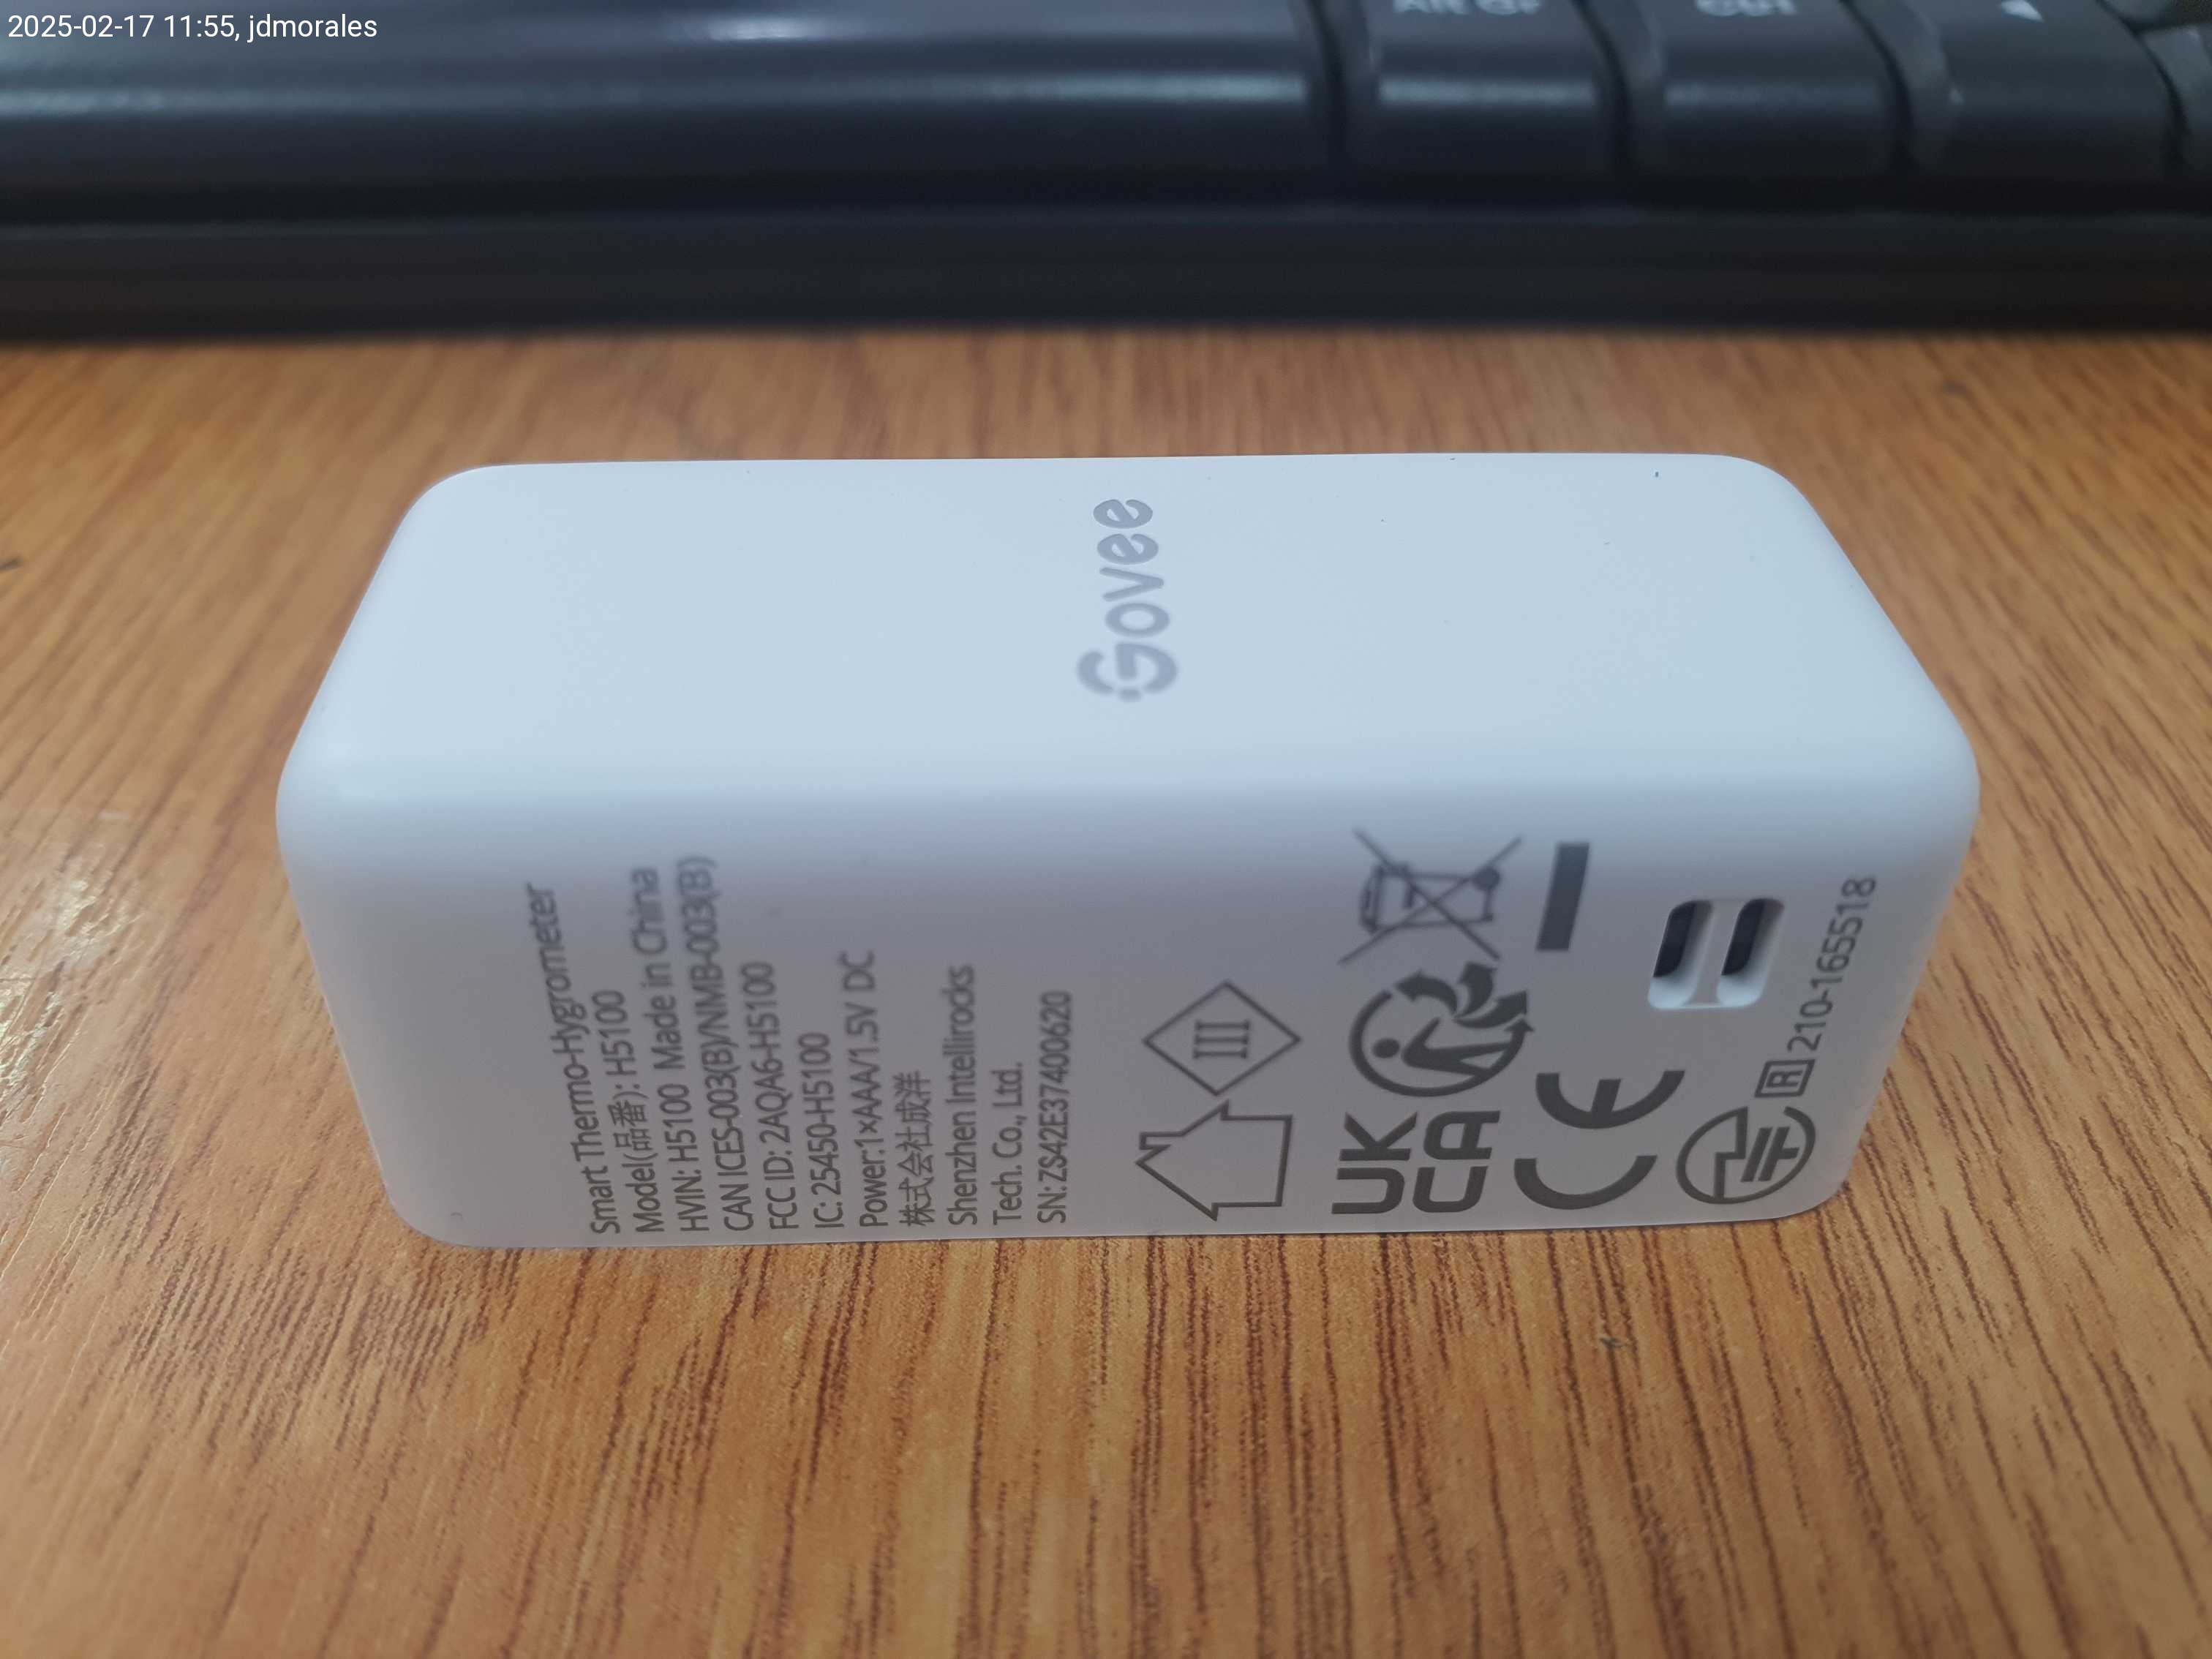 2025-02-17 11:55, jdmorales
Alt Gr
Govee
Smart Thermo-Hygrometer
Model(品番): H5100
HVIN: H5100 Made in China
CAN ICES-003(B)/NMB-003(B)
FCC ID: 2AQA6-H5100
IC: 25450-H5100
Power:1×AAA/1.5V DC
株式会社成洋
Shenzhen Intellirocks
Tech. Co., Ltd.
SN: ZS42E37400620
III
UK
CA
CE
R 210-165518